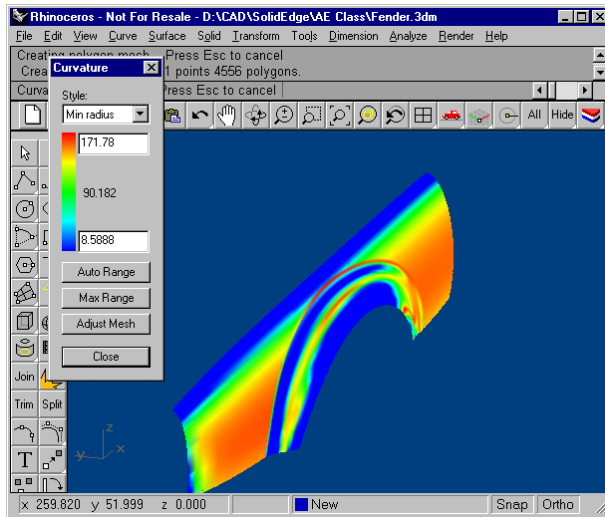 Rhinoceros - Not For Resale - D:\CAD\SolidEdge\AE Class\Fender.3dm
File Edit View Curve Surface Solid Transform Tools Dimension Analyze Render Help
Creating polygon mesh... Press Esc to cancel
Crea 1 points 4556 polygons.
Curva Press Esc to cancel
Curvature
All Hide
Style:
Min radius
171.78
90.182
8.5888
Auto Range
Max Range
Adjust Mesh
Close
Join
Trim Split
T
z
y x
x 259.820 y 51.999 z 0.000 New Snap Ortho